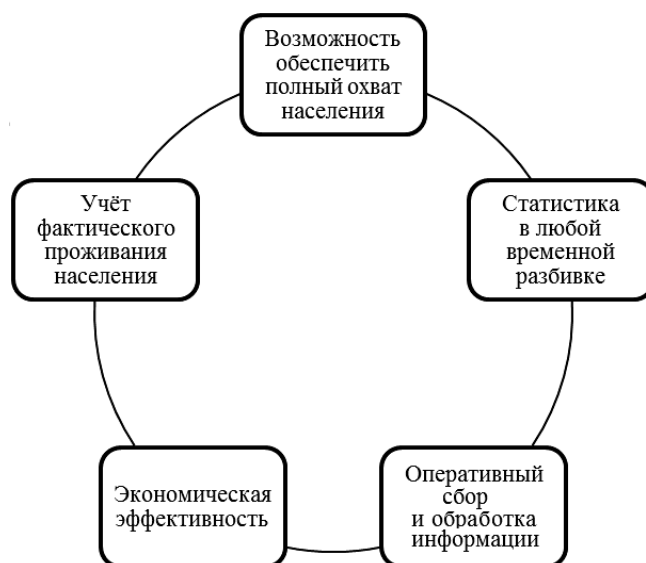 Возможность
обеспечить
полный охват
населения
Статистика
в любой
временной
разбивке
Оперативный
сбор
и обработка
информации
Экономическая
эффективность
Учёт
фактического
проживания
населения